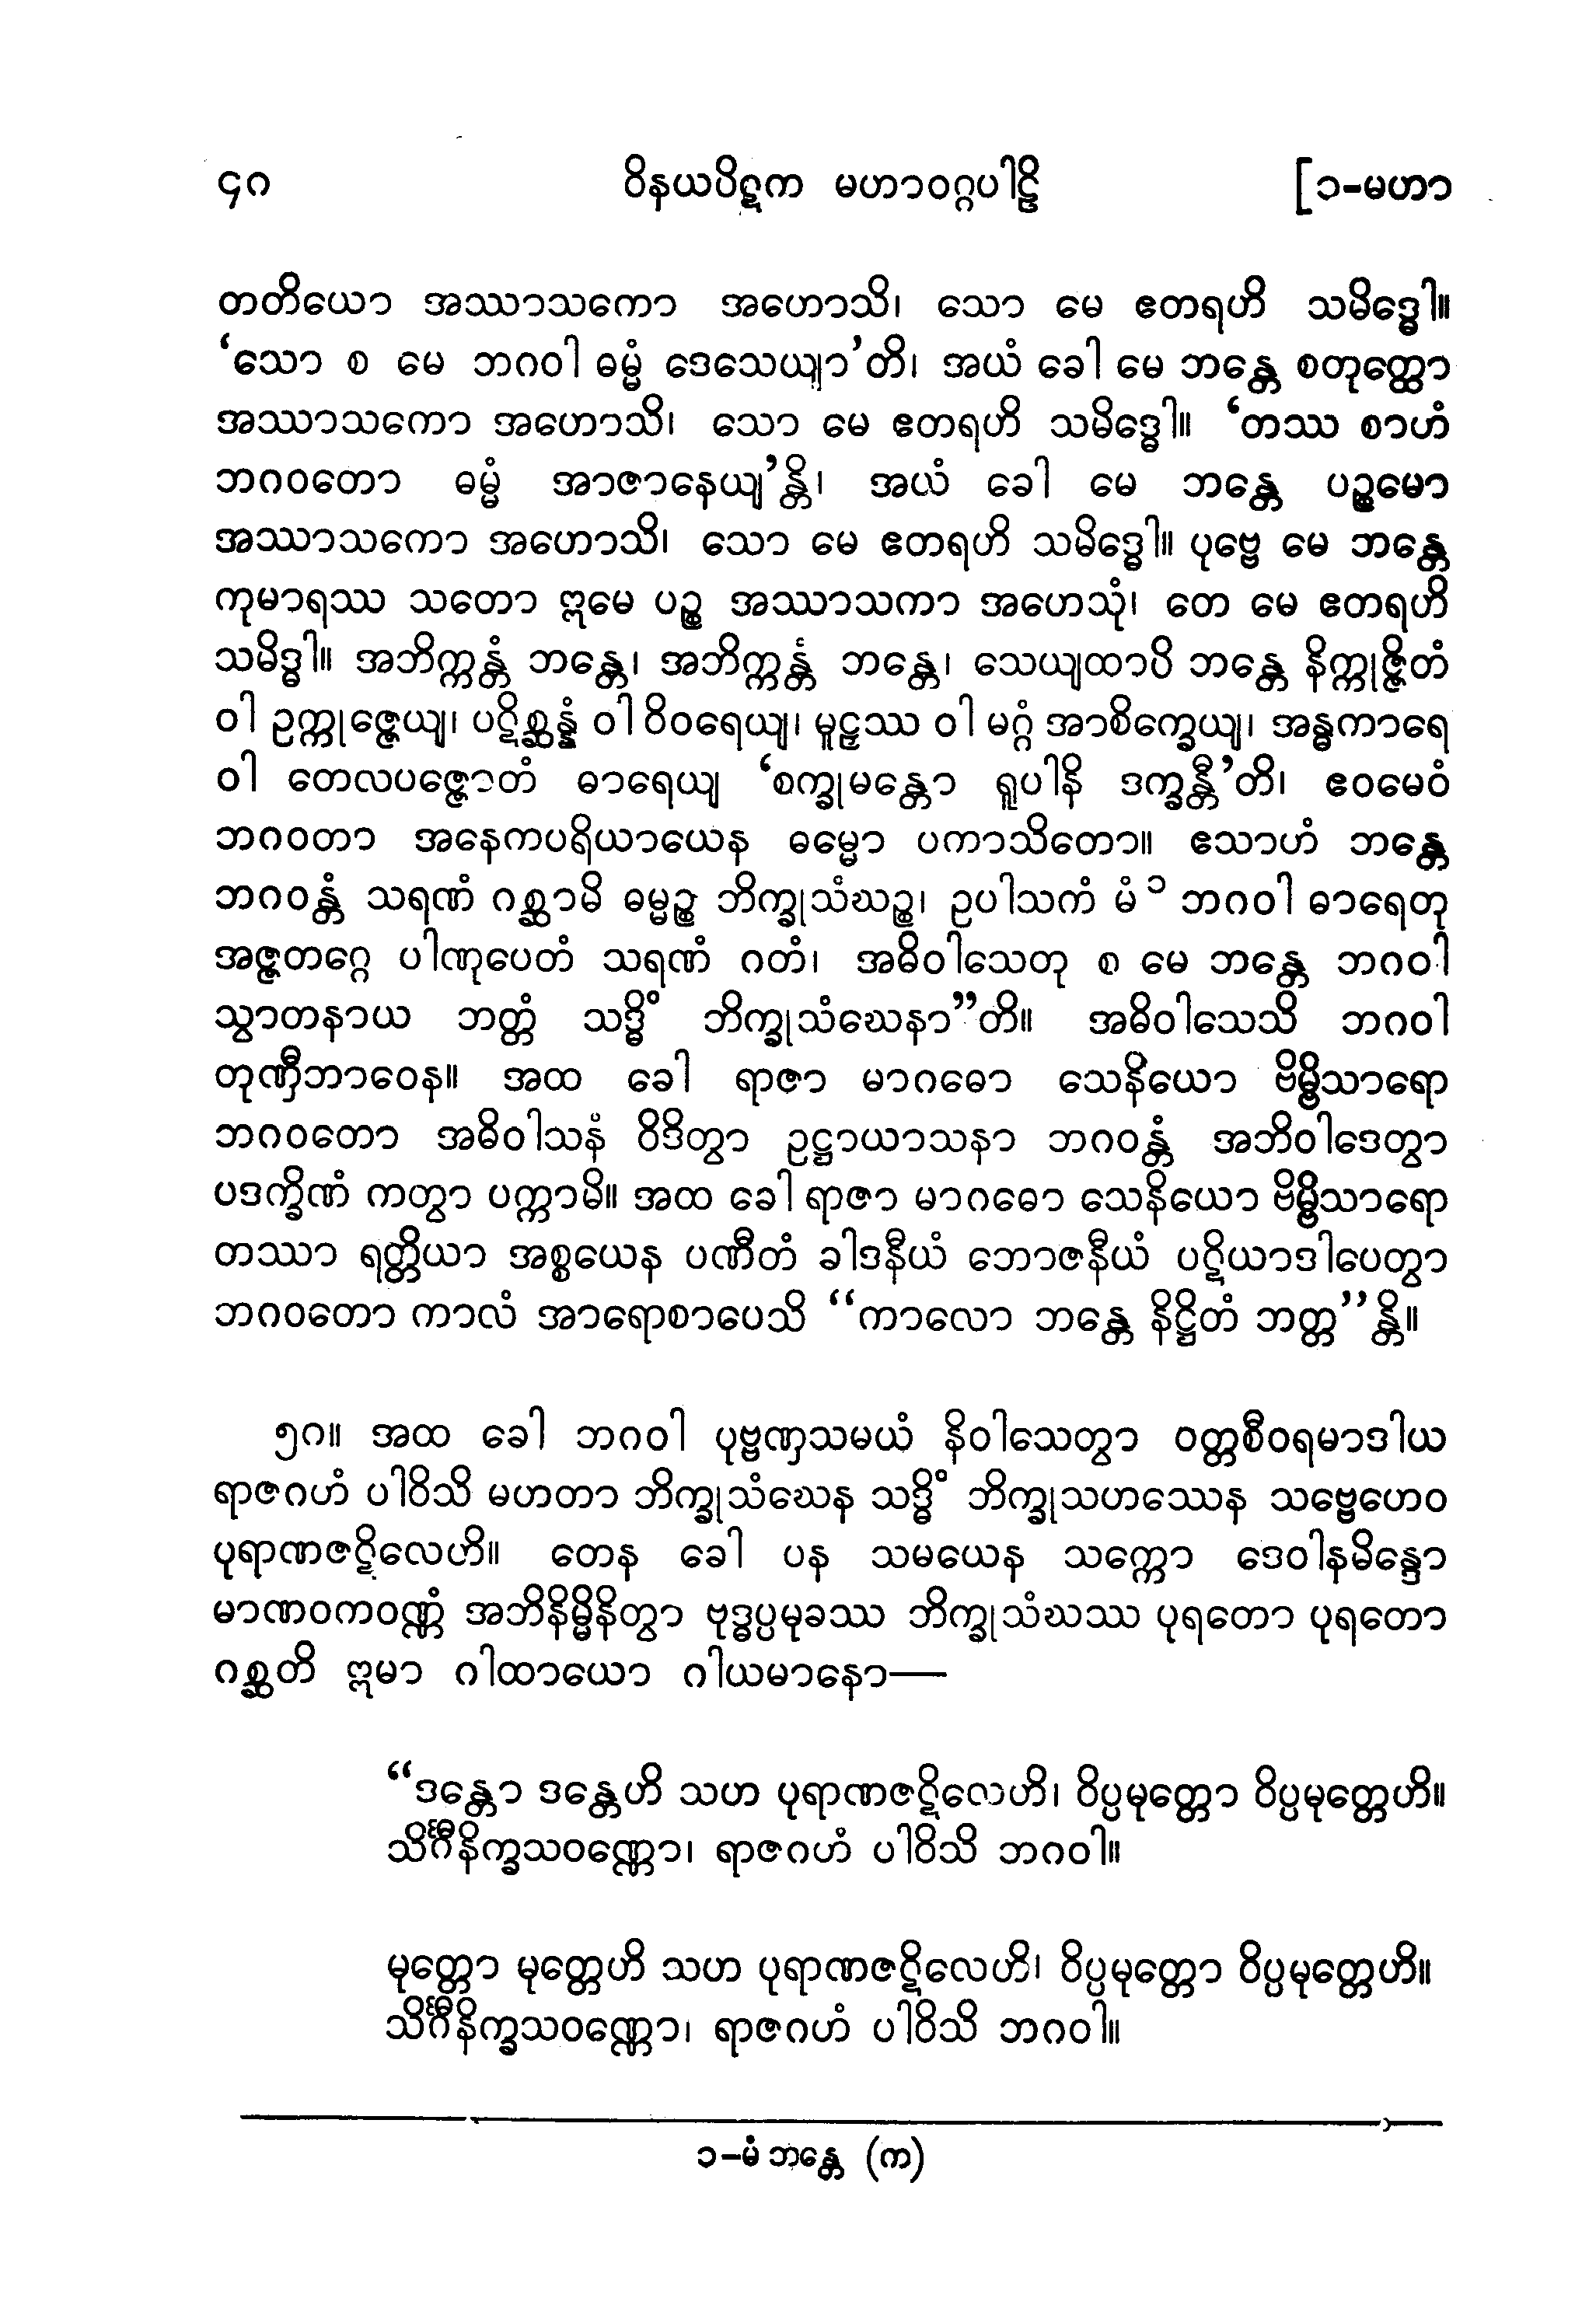 ၄ဂ ဝိနယပိဋက မဟာဝဂ္ဂပါဠိ [၁-မဟာ
တတိယော အဿာသကော အဟောသိ၊ သော မေ ဧတရဟိ သမိဒ္ဓေါ။
‘သော စ မေ ဘဂဝါ ဓမ္မံ ဒေသေယျာ’တိ၊ အယံ ခေါ မေ ဘန္တေ စတုတ္ထော
အဿာသကော အဟောသိ၊ သော မေ ဧတရဟိ သမိဒ္ဓေါ။ ‘တဿ စာဟံ
ဘဂဝတော ဓမ္မံ အာဇာနေယျ’န္တိ၊ အယံ ခေါ မေ ဘန္တေ ပဉ္စမော
အဿာသကော အဟောသိ၊ သော မေ ဧတရဟိ သမိဒ္ဓေါ။ ပုဗ္ဗေ မေ ဘန္တေ
ကုမာရဿ သတော ဣမေ ပဉ္စ အဿာသကာ အဟေသုံ၊ တေ မေ ဧတရဟိ
သမိဒ္ဓါ။ အဘိက္ကန္တံ ဘန္တေ၊ အဘိက္ကန္တံ ဘန္တေ၊ သေယျထာပိ ဘန္တေ နိက္ကုဇ္ဇိတံ
ဝါ ဥက္ကုဇ္ဇေယျ၊ ပဋိစ္ဆန္နံ ဝါ ဝိဝရေယျ၊ မူဠှဿ ဝါ မဂ္ဂံ အာစိက္ခေယျ၊ အန္ဓကာရေ
ဝါ တေလပဇ္ဇောတံ ဓာရေယျ ‘စက္ခုမန္တော ရူပါနိ ဒက္ခန္တီ’တိ၊ ဧဝမေဝံ
ဘဂဝတာ အနေကပရိယာယေန ဓမ္မော ပကာသိတော။ ဧသာဟံ ဘန္တေ
ဘဂဝန္တံ သရဏံ ဂစ္ဆာမိ ဓမ္မဉ္စ ဘိက္ခုသံဃဉ္စ၊ ဥပါသကံ မံ ၁ ဘဂဝါ ဓာရေတု
အဇ္ဇတဂ္ဂေ ပါဏုပေတံ သရဏံ ဂတံ၊ အဓိဝါသေတု စ မေ ဘန္တေ ဘဂဝါ
သွာတနာယ ဘတ္တံ သဒ္ဓိံ ဘိက္ခုသံဃေနာ”တိ။ အဓိဝါသေသိ ဘဂဝါ
တုဏှီဘာဝေန။ အထ ခေါ ရာဇာ မာဂဓော သေနိယော ဗိမ္ဗိသာရော
ဘဂဝတော အဓိဝါသနံ ဝိဒိတွာ ဥဋ္ဌာယာသနာ ဘဂဝန္တံ အဘိဝါဒေတွာ
ပဒက္ခိဏံ ကတွာ ပက္ကာမိ။ အထ ခေါ ရာဇာ မာဂဓော သေနိယော ဗိမ္ဗိသာရော
တဿာ ရတ္တိယာ အစ္စယေန ပဏီတံ ခါဒနီယံ ဘောဇနီယံ ပဋိယာဒါပေတွာ
ဘဂဝတော ကာလံ အာရောစာပေသိ “ကာလော ဘန္တေ နိဋ္ဌိတံ ဘတ္တ”န္တိ။
၅ဂ။ အထ ခေါ ဘဂဝါ ပုဗ္ဗဏှသမယံ နိဝါသေတွာ ပတ္တစီဝရမာဒါယ
ရာဇဂဟံ ပါဝိသိ မဟတာ ဘိက္ခုသံဃေန သဒ္ဓိံ ဘိက္ခုသဟဿေန သဗ္ဗေဟေဝ
ပုရာဏဇဋိလေဟိ။ တေန ခေါ ပန သမယေန သက္ကော ဒေဝါနမိန္ဒော
မာဏဝကဝဏ္ဏံ အဘိနိမ္မိနိတွာ ဗုဒ္ဓပ္ပမုခဿ ဘိက္ခုသံဃဿ ပုရတော ပုရတော
ဂစ္ဆတိ ဣမာ ဂါထာယော ဂါယမာနော—
“ဒန္တော ဒန္တေဟိ သဟ ပုရာဏဇဋိလေဟိ၊ ဝိပ္ပမုတ္တော ဝိပ္ပမုတ္တေဟိ။
သိင်္ဂီနိက္ခသဝဏ္ဏော၊ ရာဇဂဟံ ပါဝိသိ ဘဂဝါ။
မုတ္တော မုတ္တေဟိ သဟ ပုရာဏဇဋိလေဟိ၊ ဝိပ္ပမုတ္တော ဝိပ္ပမုတ္တေဟိ။
သိင်္ဂီနိက္ခသဝဏ္ဏော၊ ရာဇဂဟံ ပါဝိသိ ဘဂဝါ။
၁-မံ ဘန္တေ (က)